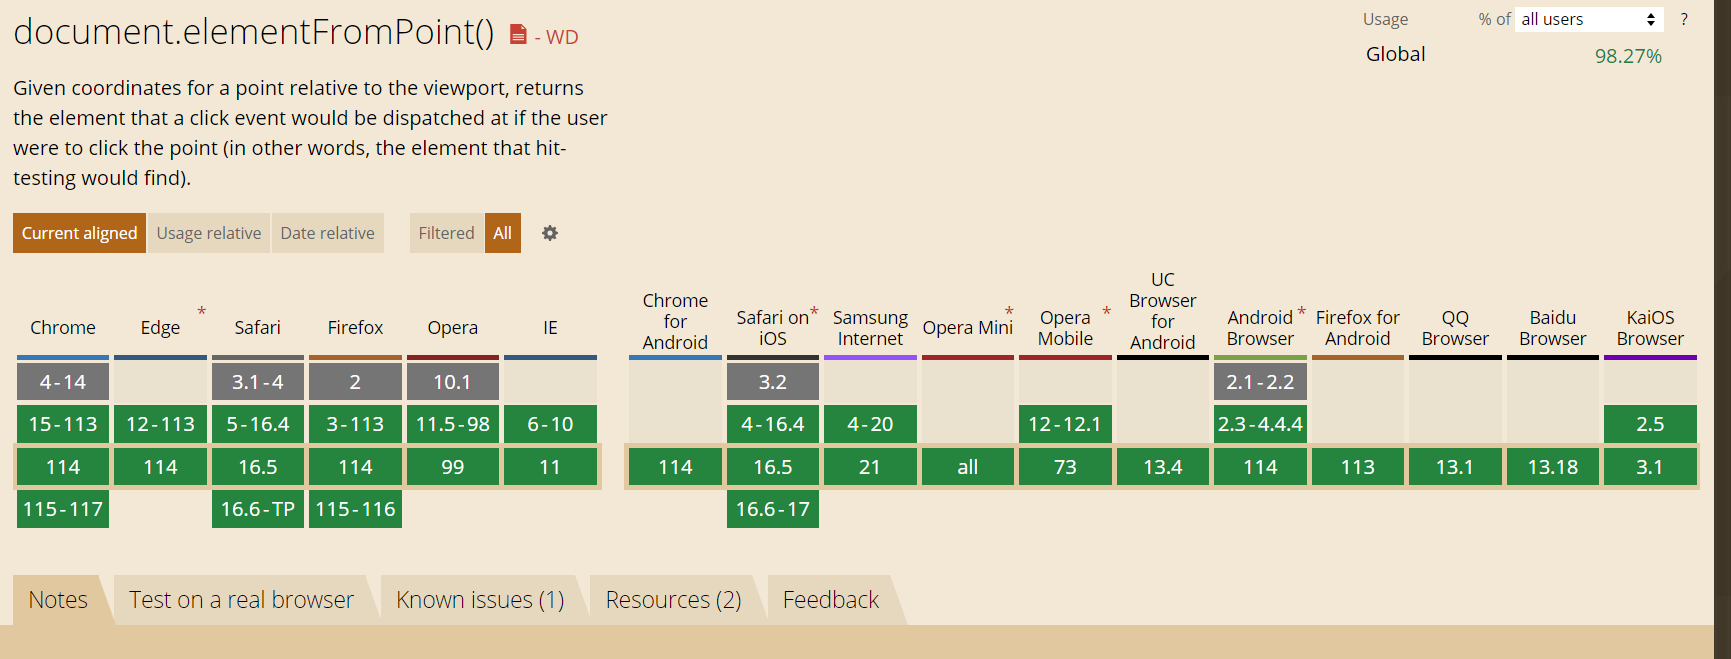 document.elementFromPoint() - WD
Usage % of all users ?
Global 98.27%
Given coordinates for a point relative to the viewport, returns
the element that a click event would be dispatched at if the user
were to click the point (in other words, the element that hit-
testing would find).
Current aligned Usage relative Date relative Filtered All
Chrome Edge * Safari Firefox Opera IE
4-14 3.1-4 2 10.1
15-113 12-113 5-16.4 3-113 11.5-98 6-10
114 114 16.5 114 99 11
115-117 16.6-TP 115-116
Chrome for Android Safari on iOS * Samsung Internet Opera Mini * Opera Mobile * UC Browser for Android Android Browser * Firefox for Android QQ Browser Baidu Browser KaiOS Browser
3.2 2.1-2.2
4-16.4 4-20 12-12.1 2.3-4.4.4 2.5
114 16.5 21 all 73 13.4 114 113 13.1 13.18 3.1
16.6-17
Notes Test on a real browser Known issues (1) Resources (2) Feedback